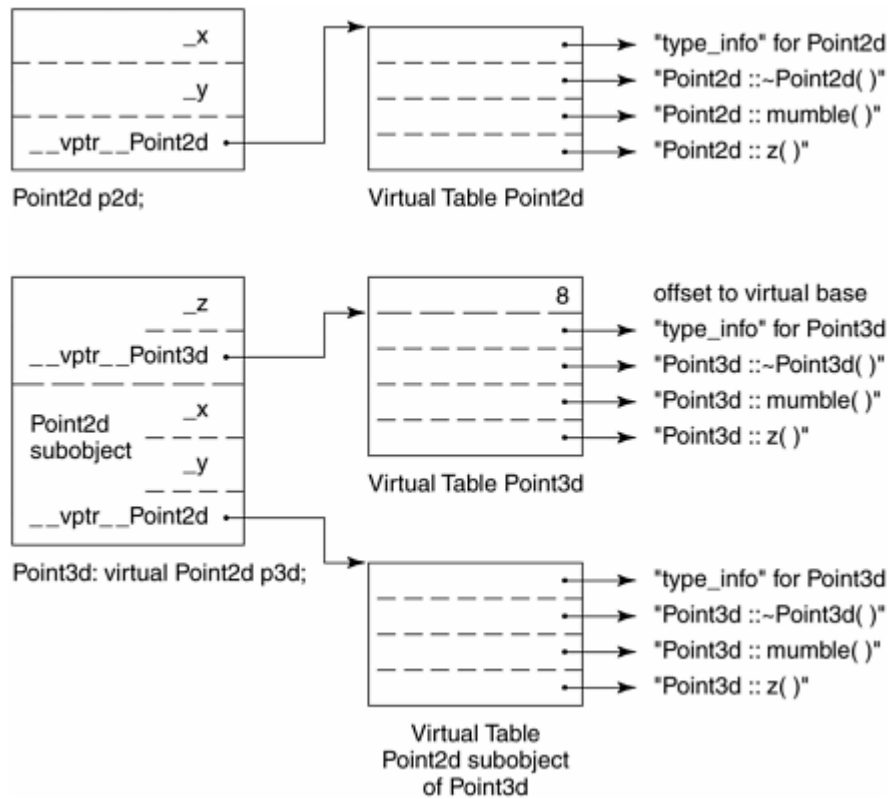 _x
_y
__vptr__Point2d
Point2d p2d;
"type_info" for Point2d
"Point2d ::~Point2d( )"
"Point2d :: mumble( )"
"Point2d :: z( )"
Virtual Table Point2d
_z
__vptr__Point3d
Point2d
subobject
_x
_y
__vptr__Point2d
Point3d: virtual Point2d p3d;
8
offset to virtual base
"type_info" for Point3d
"Point3d ::~Point3d( )"
"Point3d :: mumble( )"
"Point3d :: z( )"
Virtual Table Point3d
"type_info" for Point3d
"Point3d ::~Point3d( )"
"Point3d :: mumble( )"
"Point3d :: z( )"
Virtual Table
Point2d subobject
of Point3d